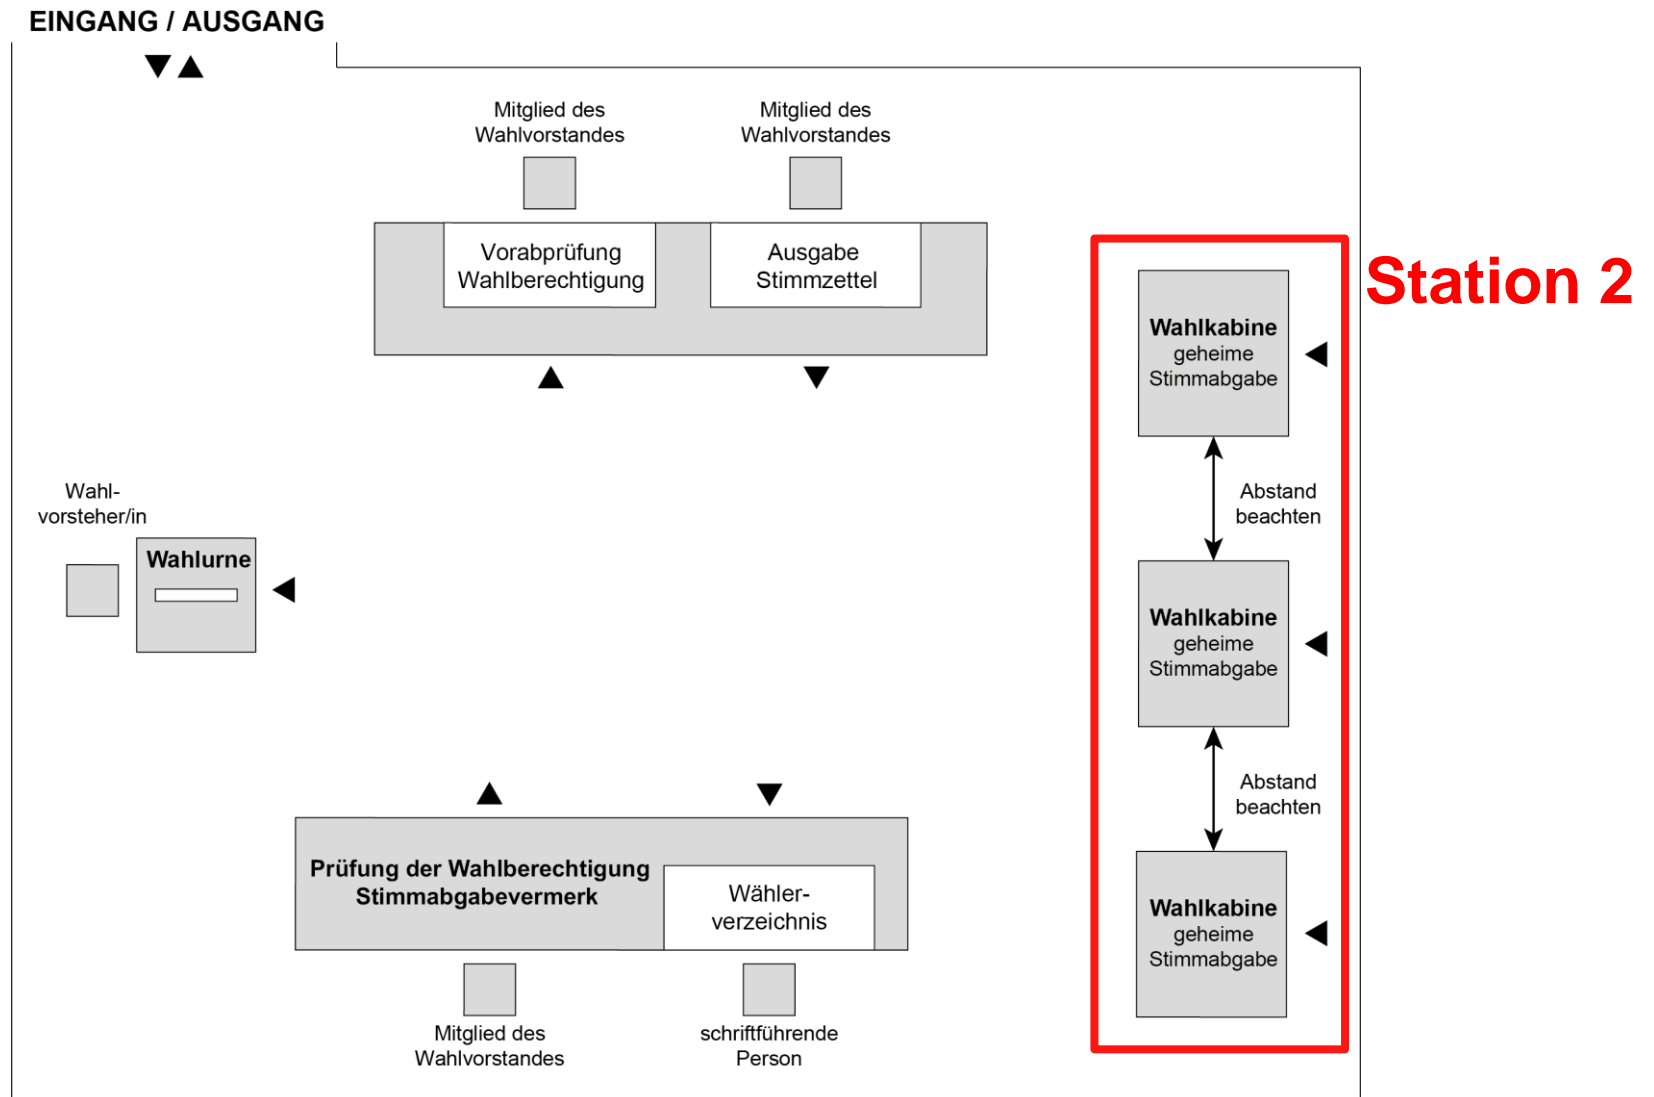 EINGANG / AUSGANG
Mitglied des
Wahlvorstandes
Mitglied des
Wahlvorstandes
Vorabprüfung
Wahlberechtigung
Ausgabe
Stimmzettel
Station 2
Wahlkabine
geheime
Stimmabgabe
Abstand
beachten
Wahl-
vorsteher/in
Wahlurne
Wahlkabine
geheime
Stimmabgabe
Abstand
beachten
Prüfung der Wahlberechtigung
Stimmabgabevermerk
Wähler-
verzeichnis
Wahlkabine
geheime
Stimmabgabe
Mitglied des
Wahlvorstandes
schriftführende
Person